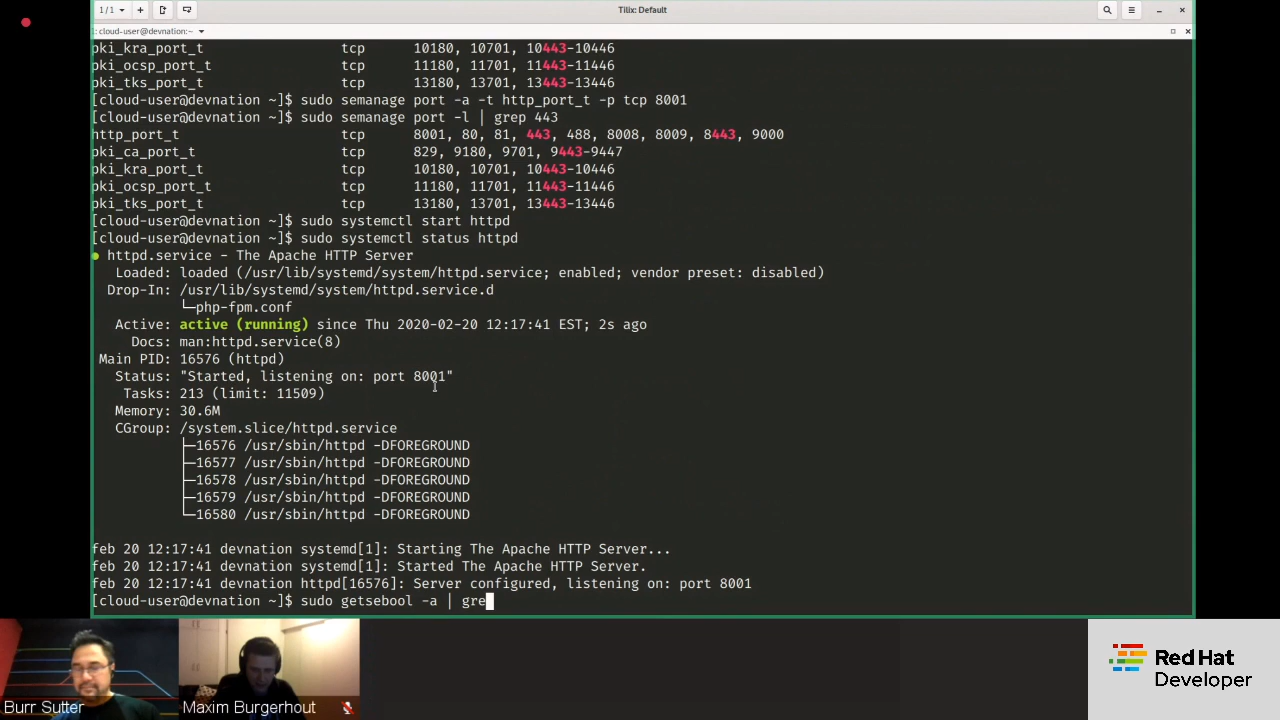 1/1
Tilix: Default
: cloud-user@devnation:~
pki_kra_port_t tcp 10180, 10701, 10443-10446
pki_ocsp_port_t tcp 11180, 11701, 11443-11446
pki_tks_port_t tcp 13180, 13701, 13443-13446
[cloud-user@devnation ~]$ sudo semanage port -a -t http_port_t -p tcp 8001
[cloud-user@devnation ~]$ sudo semanage port -l | grep 443
http_port_t tcp 8001, 80, 81, 443, 488, 8008, 8009, 8443, 9000
pki_ca_port_t tcp 829, 9180, 9701, 9443-9447
pki_kra_port_t tcp 10180, 10701, 10443-10446
pki_ocsp_port_t tcp 11180, 11701, 11443-11446
pki_tks_port_t tcp 13180, 13701, 13443-13446
[cloud-user@devnation ~]$ sudo systemctl start httpd
[cloud-user@devnation ~]$ sudo systemctl status httpd
● httpd.service - The Apache HTTP Server
Loaded: loaded (/usr/lib/systemd/system/httpd.service; enabled; vendor preset: disabled)
Drop-In: /usr/lib/systemd/system/httpd.service.d
└─php-fpm.conf
Active: active (running) since Thu 2020-02-20 12:17:41 EST; 2s ago
Docs: man:httpd.service(8)
Main PID: 16576 (httpd)
Status: "Started, listening on: port 8001"
Tasks: 213 (limit: 11509)
Memory: 30.6M
CGroup: /system.slice/httpd.service
├─16576 /usr/sbin/httpd -DFOREGROUND
├─16577 /usr/sbin/httpd -DFOREGROUND
├─16578 /usr/sbin/httpd -DFOREGROUND
├─16579 /usr/sbin/httpd -DFOREGROUND
└─16580 /usr/sbin/httpd -DFOREGROUND
feb 20 12:17:41 devnation systemd[1]: Starting The Apache HTTP Server...
feb 20 12:17:41 devnation systemd[1]: Started The Apache HTTP Server.
feb 20 12:17:41 devnation httpd[16576]: Server configured, listening on: port 8001
[cloud-user@devnation ~]$ sudo getsebool -a | gre
Burr Sutter
Maxim Burgerhout
Red Hat
Developer